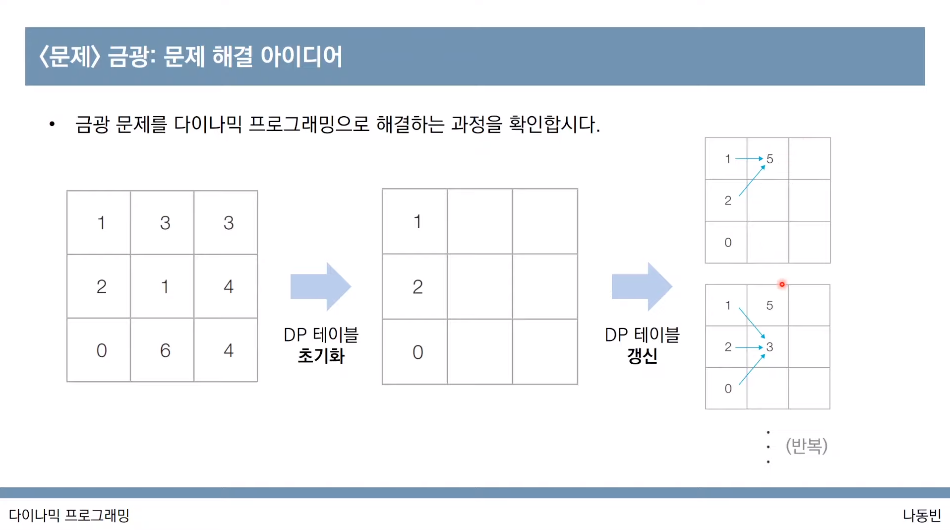 〈문제〉 금광: 문제 해결 아이디어
• 금광 문제를 다이나믹 프로그래밍으로 해결하는 과정을 확인합시다.
1 3 3
2 1 4
0 6 4
DP 테이블
초기화
1
2
0
DP 테이블
갱신
1 5
2
0
1 5
2 3
0
(반복)
다이나믹 프로그래밍
나동빈